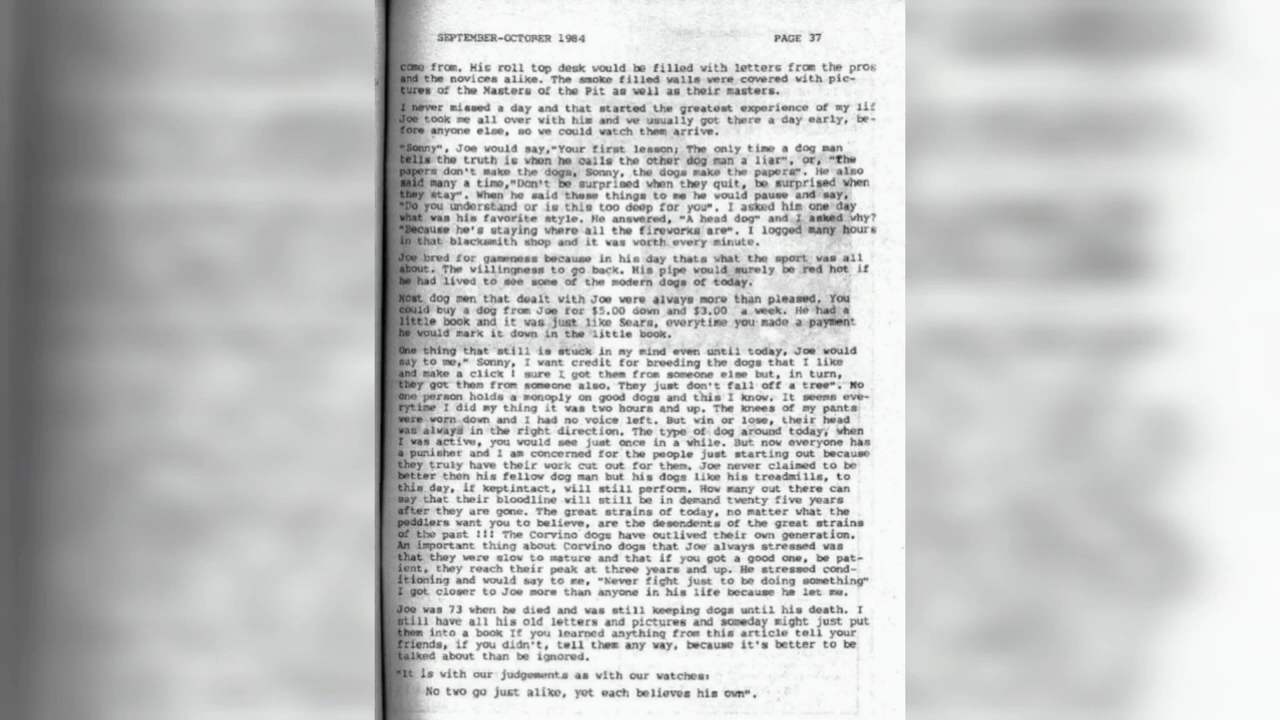 SEPTEMBER-OCTOBER 1984 PAGE 37
come from. His roll top desk would be filled with letters from the pros
and the novices alike. The smoke filled walls were covered with pic-
tures of the Masters of the Pit as well as their masters.
I never missed a day and that started the greatest experience of my lif
Joe took me all over with him and we usually got there a day early, be-
fore anyone else, so we could watch them arrive.
"Sonny", Joe would say,"Your first lesson; The only time a dog man
tells the truth is when he calls the other dog man a liar", or, "The
papers don't make the dogs, Sonny, the dogs make the papers". He also
said many a time,"Don't be surprised when they quit, be surprised when
they stay". When he said these things to me he would pause and say,
"Do you understand or is this too deep for you". I asked him one day
what was his favorite style. He answered, "A head dog" and I asked why?
"Because he's staying where all the fireworks are". I logged many hours
in that blacksmith shop and it was worth every minute.
Joe bred for gameness because in his day thats what the sport was all
about. The willingness to go back. His pipe would surely be red hot if
he had lived to see some of the modern dogs of today.
Most dog men that dealt with Joe were always more than pleased. You
could buy a dog from Joe for $5.00 down and $3.00 a week. He had a
little book and it was just like Sears, everytime you made a payment
he would mark it down in the little book.
One thing that still is stuck in my mind even until today, Joe would
say to me," Sonny, I want credit for breeding the dogs that I like
and make a click ! sure I got them from someone else but, in turn,
they got them from someone also. They just don't fall off a tree". No
one person holds a monoply on good dogs and this I know. It seems eve-
rytime I did my thing it was two hours and up. The knees of my pants
were worn down and I had no voice left. But win or lose, their head
was always in the right direction. The type of dog around today, when
I was active, you would see just once in a while. But now everyone has
a punisher and I am concerned for the people just starting out because
they truly have their work cut out for them. Joe never claimed to be
better then his fellow dog man but his dogs like his treadmills, to
this day, if keptintact, will still perform. How many out there can
say that their bloodline will still be in demand twenty five years
after they are gone. The great strains of today, no matter what the
peddlers want you to believe, are the desendents of the great strains
of the past !!! The Corvino dogs have outlived their own generation.
An important thing about Corvino dogs that Joe always stressed was
that they were slow to mature and that if you got a good one, be pat-
ient, they reach their peak at three years and up. He stressed cond-
itioning and would say to me, "Never fight just to be doing something"
I got closer to Joe more than anyone in his life because he let me.
Joe was 73 when he died and was still keeping dogs until his death. I
still have all his old letters and pictures and someday might just put
them into a book If you learned anything from this article tell your
friends, if you didn't, tell them any way, because it's better to be
talked about than be ignored.
"It is with our judgements as with our watches:
No two go just alike, yet each believes his own".